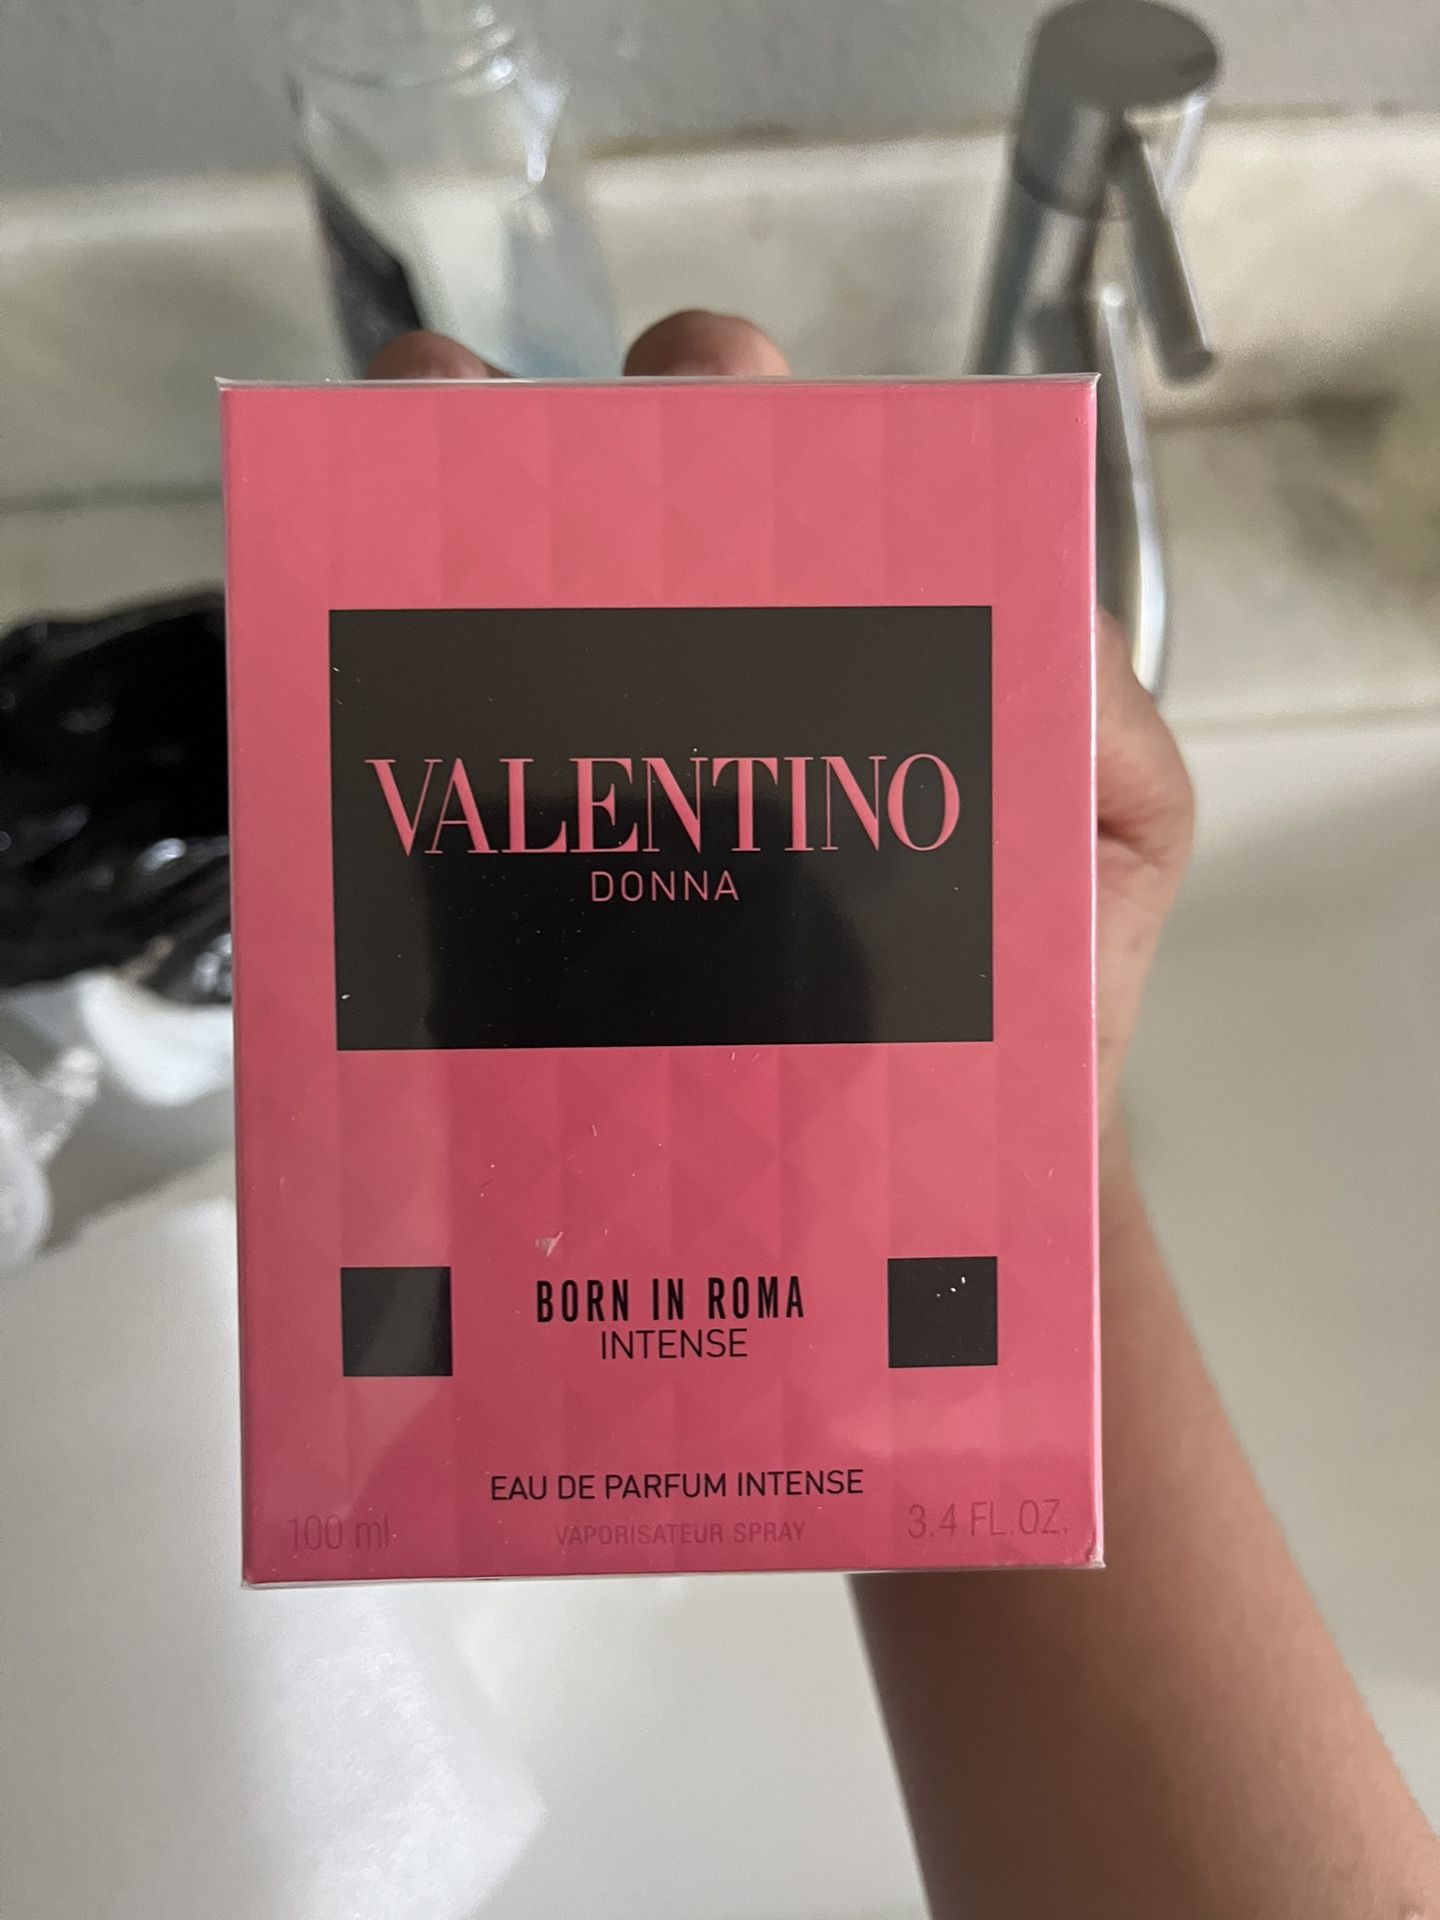 VALENTINO
DONNA
BORN IN ROMA
INTENSE
EAU DE PARFUM INTENSE
100 ml
VAPORISATEUR SPRAY
3.4 FL.OZ.